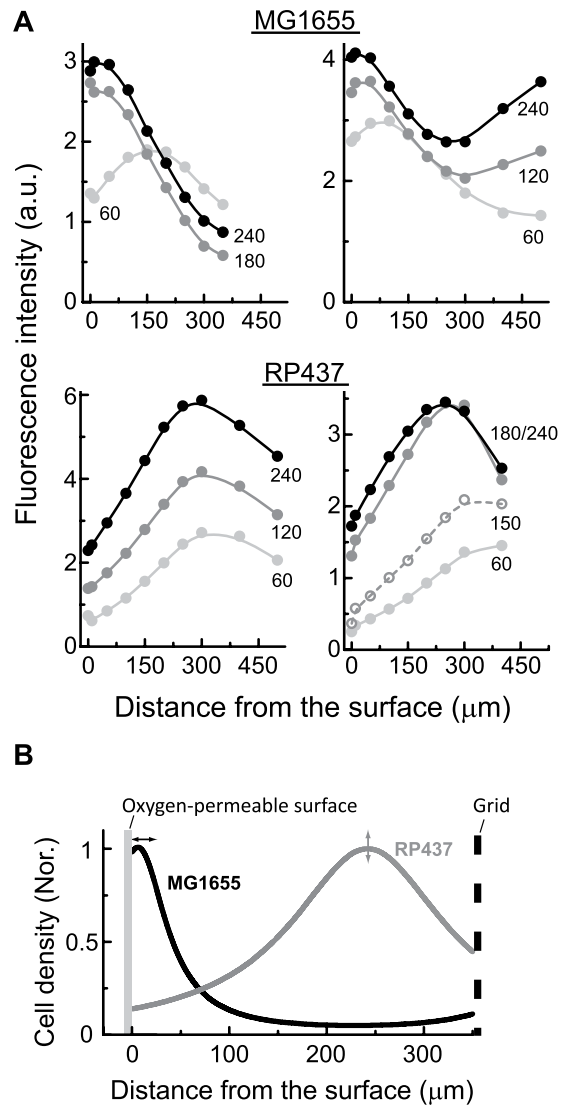 A
MG1655
Fluorescence intensity (a.u.)
3
2
1
0
60
240
180
0 150 300 450
4
2
0
240
120
60
0 150 300 450
RP437
6
4
2
0
240
120
60
0 150 300 450
3
2
1
0
180/240
150
60
0 150 300 450
Distance from the surface (μm)
B
Oxygen-permeable surface
Grid
Cell density (Nor.)
1
0.5
0
MG1655
RP437
0 100 200 300
Distance from the surface (μm)